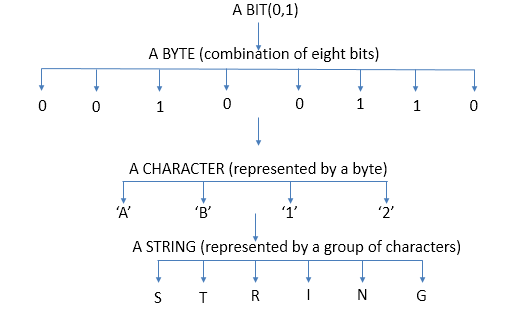 A BIT(0,1)
A BYTE (combination of eight bits)
0 0 1 0 0 1 1 0
A CHARACTER (represented by a byte)
‘A’ ‘B’ ‘1’ ‘2’
A STRING (represented by a group of characters)
S T R I N G